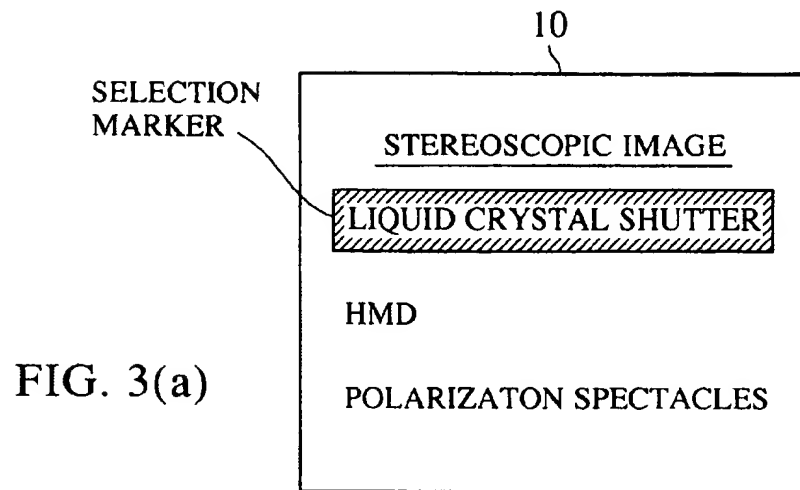 10
SELECTION
MARKER
STEREOSCOPIC IMAGE
LIQUID CRYSTAL SHUTTER
HMD
FIG. 3(a)
POLARIZATON SPECTACLES